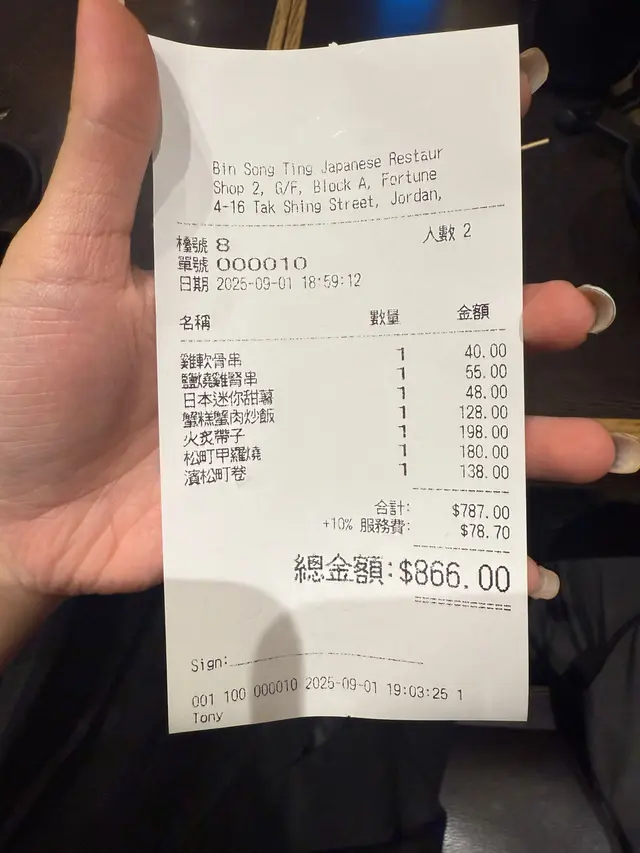 Bin Song Ting Japanese Restaur
Shop 2, G/F, Block A, Fortune
4-16 Tak Shing Street, Jordan,
檯號 8 人數 2
單號 000010
日期 2025-09-01 18:59:12
名稱 數量 金額
雞軟骨串 1 40.00
鹽燒雞腎串 1 55.00
日本迷你甜薯 1 48.00
蟹糕蟹肉炒飯 1 128.00
火炙帶子 1 198.00
松町甲羅燒 1 180.00
濱松町卷 1 138.00
合計: $787.00
+10% 服務費: $78.70
總金額: $866.00
Sign:
001 100 000010 2025-09-01 19:03:25 1
Tony